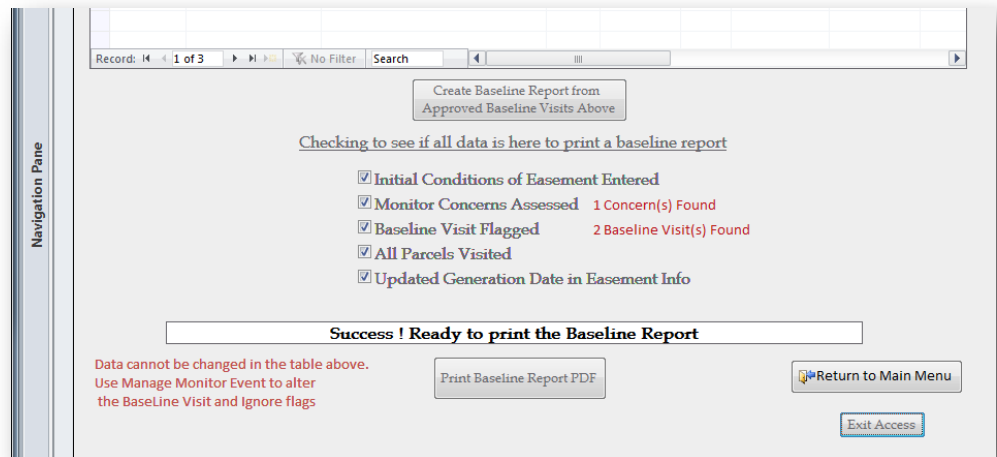 Record: 1 of 3 No Filter Search
Create Baseline Report from
Approved Baseline Visits Above
Checking to see if all data is here to print a baseline report
Navigation Pane
Initial Conditions of Easement Entered
Monitor Concerns Assessed 1 Concern(s) Found
Baseline Visit Flagged 2 Baseline Visit(s) Found
All Parcels Visited
Updated Generation Date in Easement Info
Success ! Ready to print the Baseline Report
Data cannot be changed in the table above.
Use Manage Monitor Event to alter
the BaseLine Visit and Ignore flags
Print Baseline Report PDF
Return to Main Menu
Exit Access